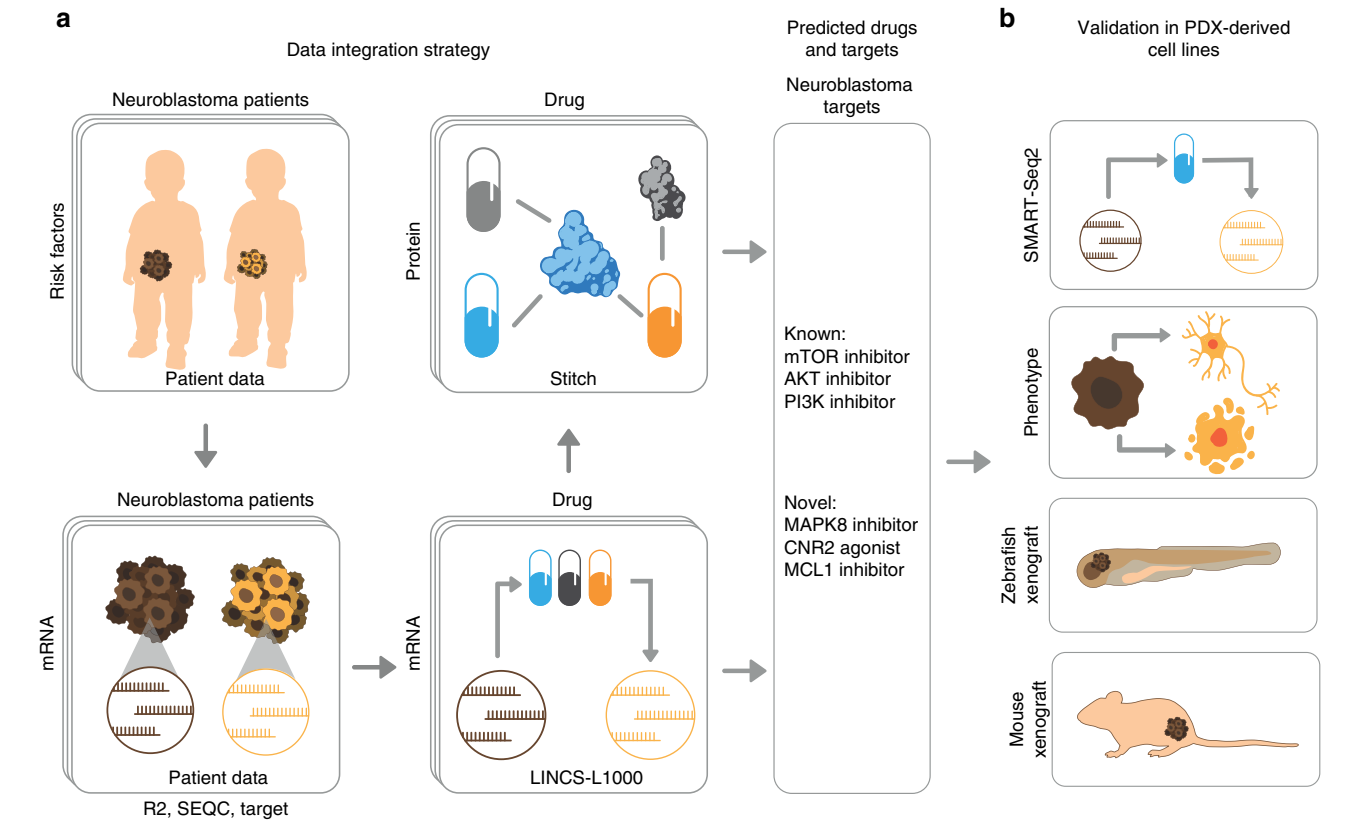 a
Data integration strategy
Neuroblastoma patients
Risk factors
Patient data
Drug
Protein
Stitch
Neuroblastoma patients
mRNA
Patient data
R2, SEQC, target
Drug
mRNA
LINCS-L1000
Predicted drugs
and targets
Neuroblastoma
targets
Known:
mTOR inhibitor
AKT inhibitor
PI3K inhibitor
Novel:
MAPK8 inhibitor
CNR2 agonist
MCL1 inhibitor
b
Validation in PDX-derived
cell lines
SMART-Seq2
Phenotype
Zebrafish
xenograft
Mouse
xenograft